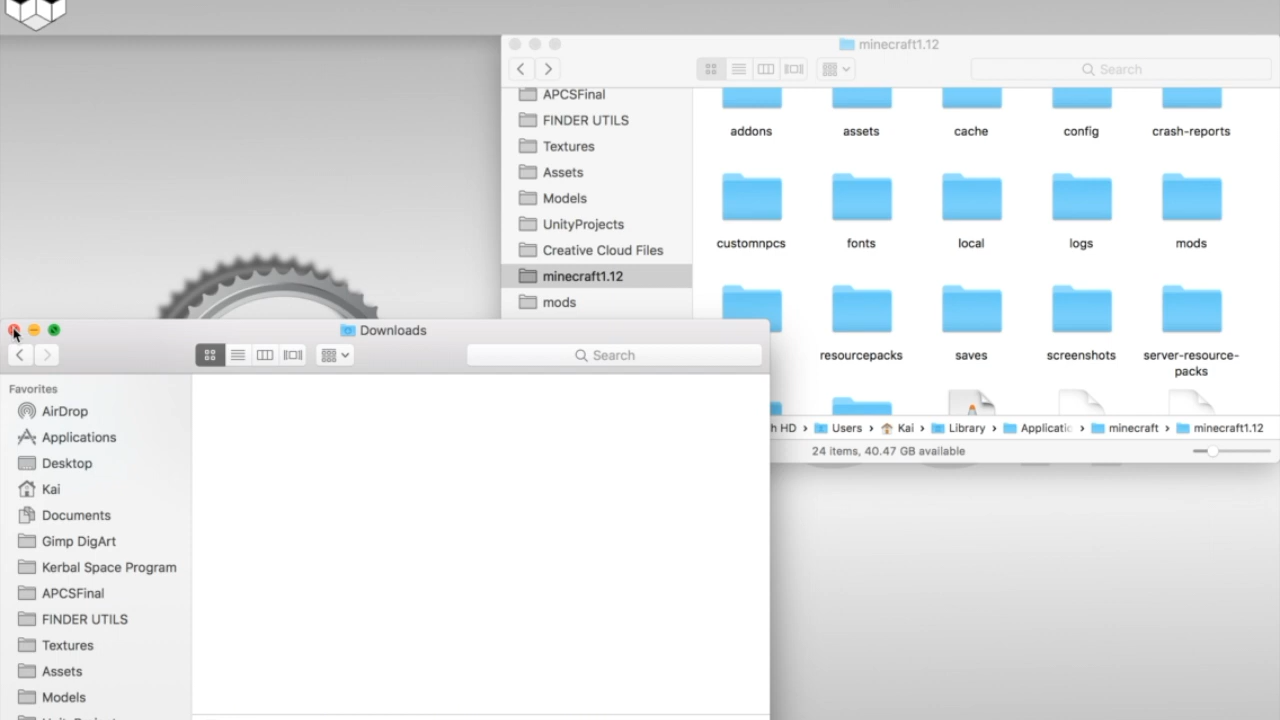 minecraft1.12
Search
APCSFinal
FINDER UTILS
Textures
Assets
Models
UnityProjects
Creative Cloud Files
minecraft1.12
mods
addons
assets
cache
config
crash-reports
customnpcs
fonts
local
logs
mods
resourcepacks
saves
screenshots
server-resource-
packs
h HD › Users › Kai › Library › Applicatic › minecraft › minecraft1.12
24 items, 40.47 GB available
Downloads
Search
Favorites
AirDrop
Applications
Desktop
Kai
Documents
Gimp DigArt
Kerbal Space Program
APCSFinal
FINDER UTILS
Textures
Assets
Models